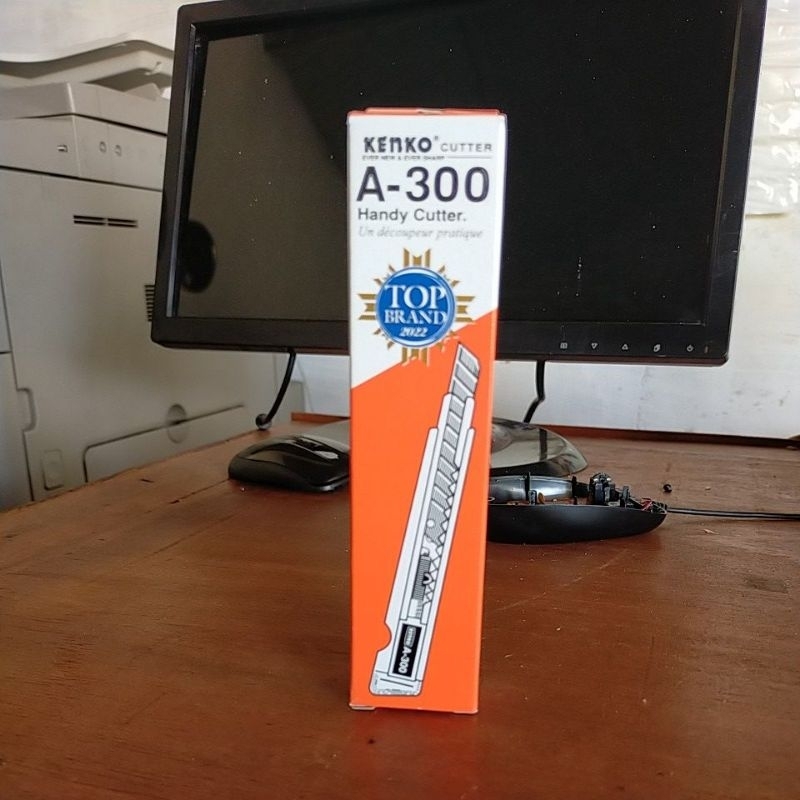 KENKO® CUTTER
EVER NEW & EVER SHARP
A-300
Handy Cutter.
Un découpeur pratique
TOP
BRAND
2022
KENKO A-300